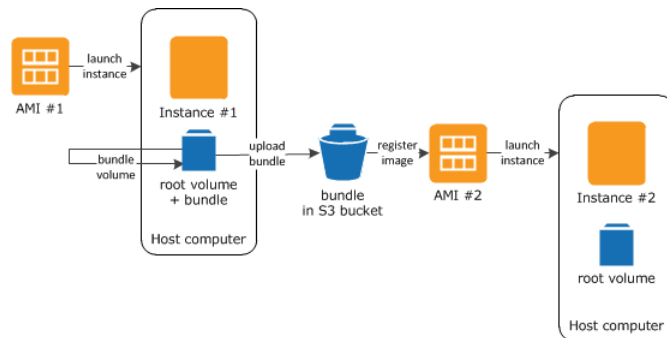 launch
instance
AMI #1
Instance #1
bundle
volume
root volume
+ bundle
Host computer
upload
bundle
bundle
in S3 bucket
register
image
AMI #2
launch
instance
Instance #2
root volume
Host computer